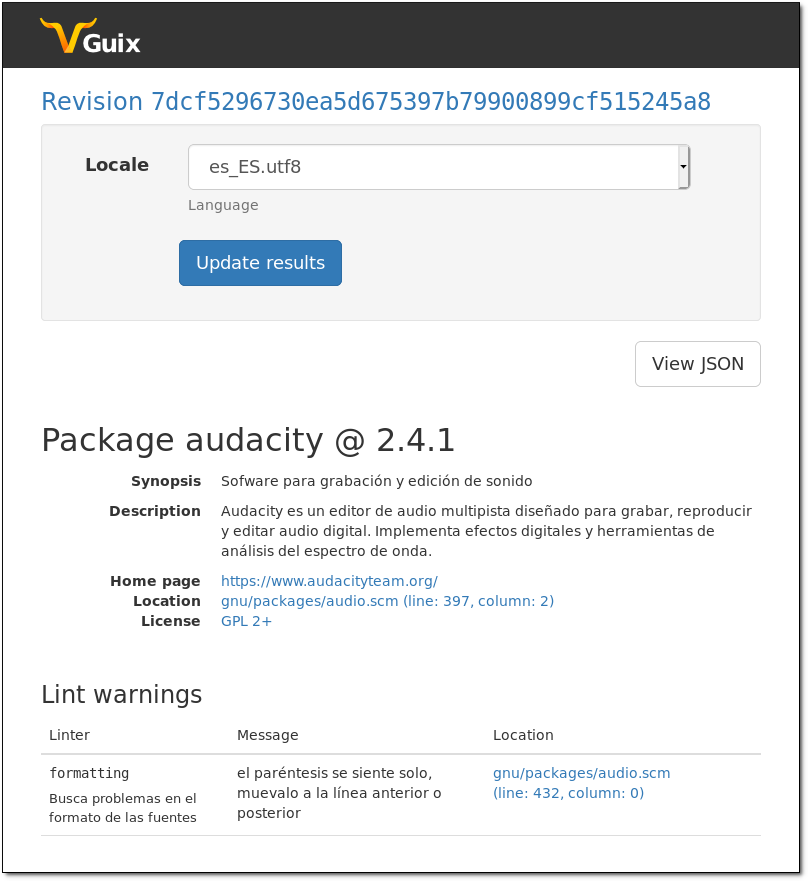 Guix
Revision 7dcf5296730ea5d675397b79900899cf515245a8
Locale
es_ES.utf8
Language
Update results
View JSON
Package audacity @ 2.4.1
Synopsis Sofware para grabación y edición de sonido
Description Audacity es un editor de audio multipista diseñado para grabar, reproducir
y editar audio digital. Implementa efectos digitales y herramientas de
análisis del espectro de onda.
Home page https://www.audacityteam.org/
Location gnu/packages/audio.scm (line: 397, column: 2)
License GPL 2+
Lint warnings
Linter Message Location
formatting el paréntesis se siente solo, gnu/packages/audio.scm
Busca problemas en el muevalo a la línea anterior o (line: 432, column: 0)
formato de las fuentes posterior